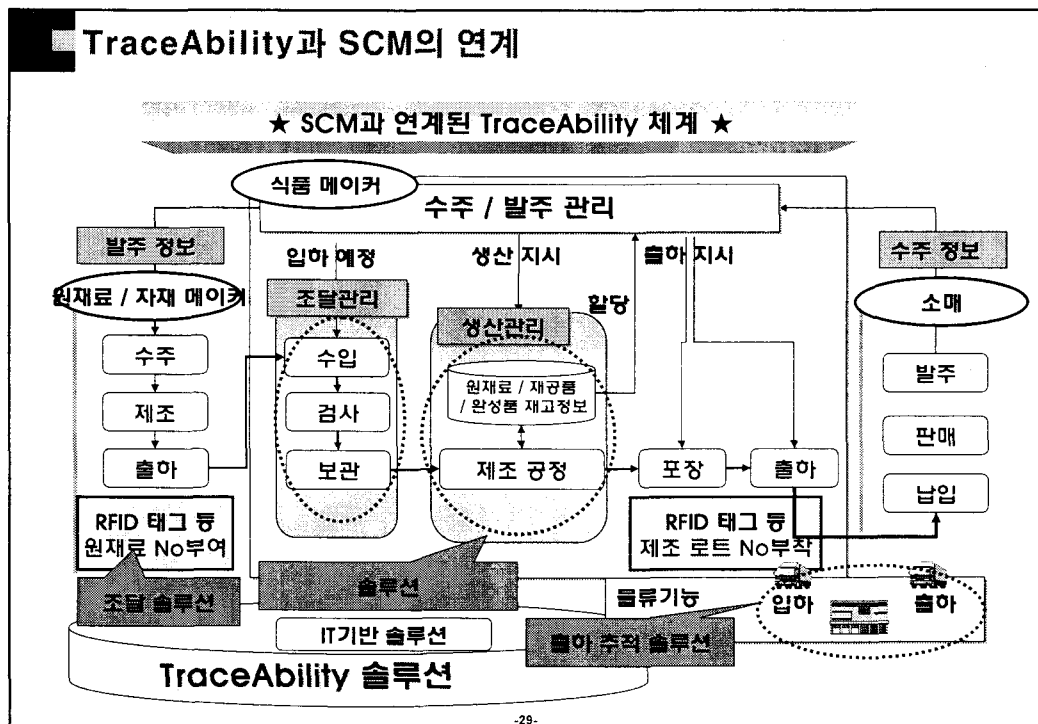 TraceAbility과 SCM의 연계
★ SCM과 연계된 TraceAbility 체계 ★
식품 메이커
수주 / 발주 관리
발주 정보
입하 예정
생산 지시
출하 지시
수주 정보
원재료 / 자재 메이커
조달관리
할당
소매
생산관리
수주
수입
원재료 / 재공품
/ 완성품 재고정보
발주
제조
검사
판매
출하
보관
제조 공정
포장
출하
납입
RFID 태그 등
원재료 No부여
RFID 태그 등
제조 로트 No부착
조달 솔루션
솔루션
물류기능
입하
출하
IT기반 솔루션
출하 추적 솔루션
TraceAbility 솔루션
-29-